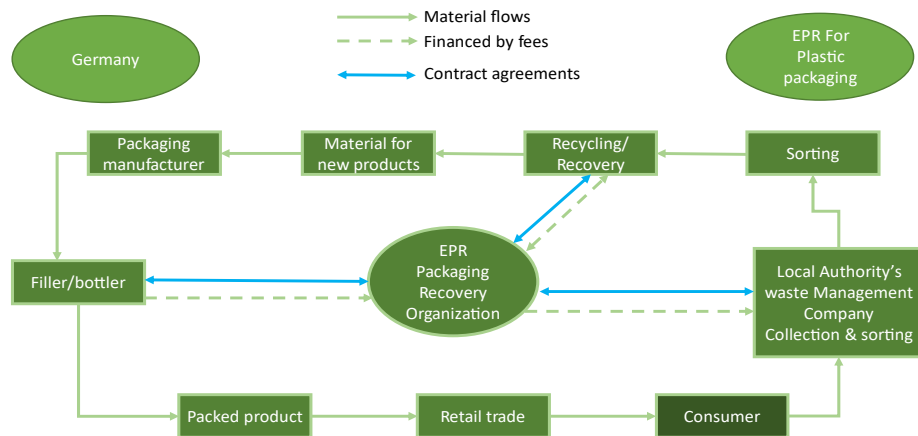 Germany
Material flows
Financed by fees
Contract agreements
EPR For
Plastic
packaging
Packaging
manufacturer
Material for
new products
Recycling/
Recovery
Sorting
Filler/bottler
EPR
Packaging
Recovery
Organization
Local Authority's
waste Management
Company
Collection & sorting
Packed product
Retail trade
Consumer